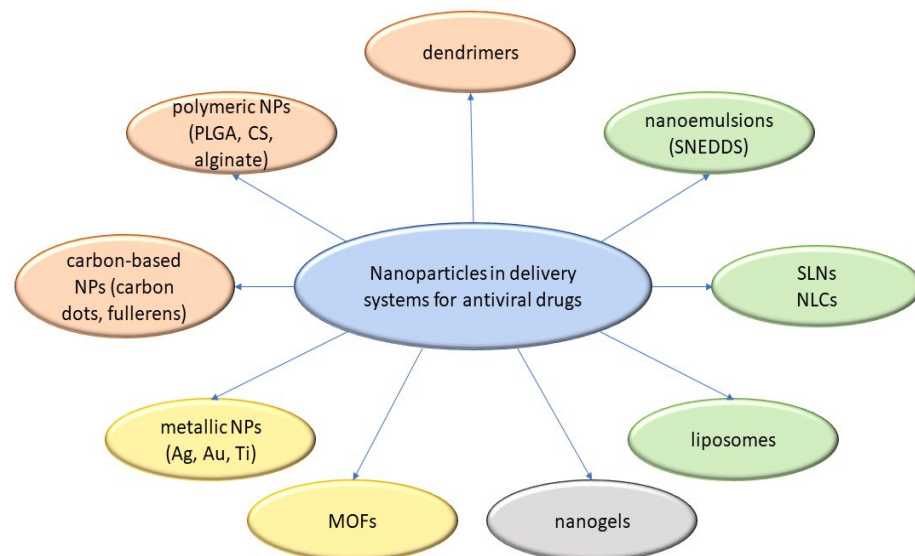 dendrimers
polymeric NPs
(PLGA, CS,
alginate)
nanoemulsions
(SNEDDS)
carbon-based
NPs (carbon
dots, fullerens)
Nanoparticles in delivery
systems for antiviral drugs
SLNs
NLCs
metallic NPs
(Ag, Au, Ti)
liposomes
MOFs
nanogels